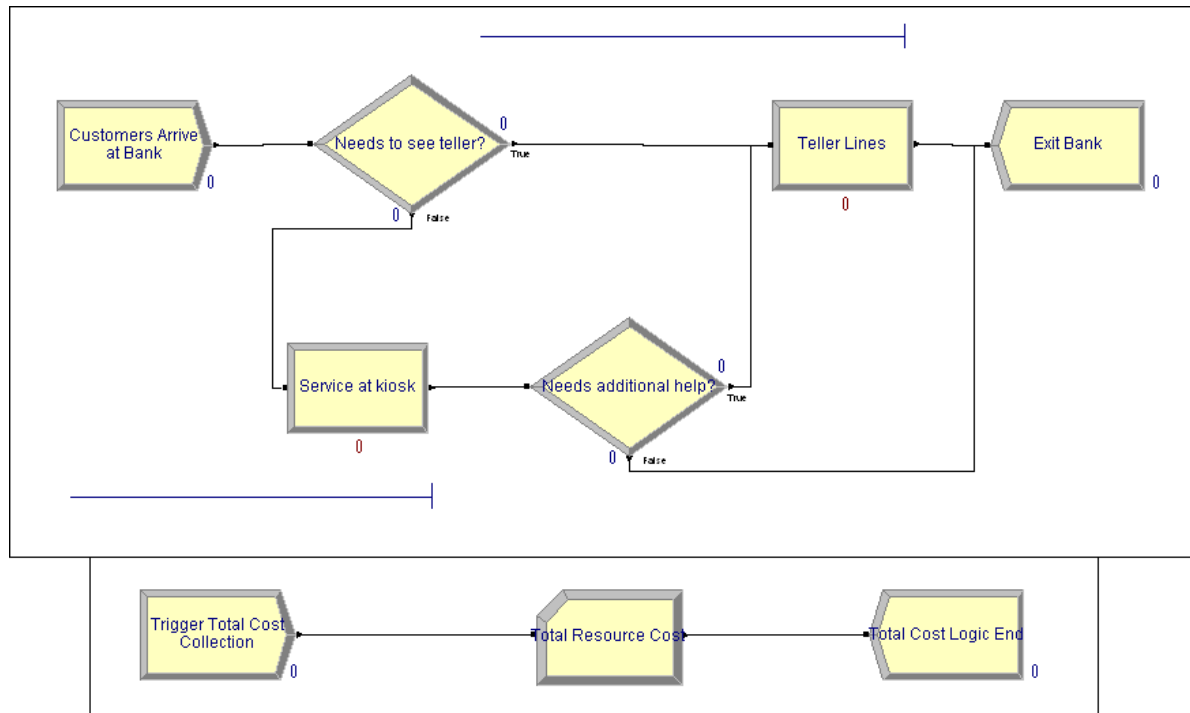 Customers Arrive
at Bank
0
Needs to see teller?
0
True
0
False
Teller Lines
0
Exit Bank
0
Service at kiosk
0
Needs additional help?
0
True
0
False
Trigger Total Cost
Collection
0
Total Resource Cost
Total Cost Logic End
0